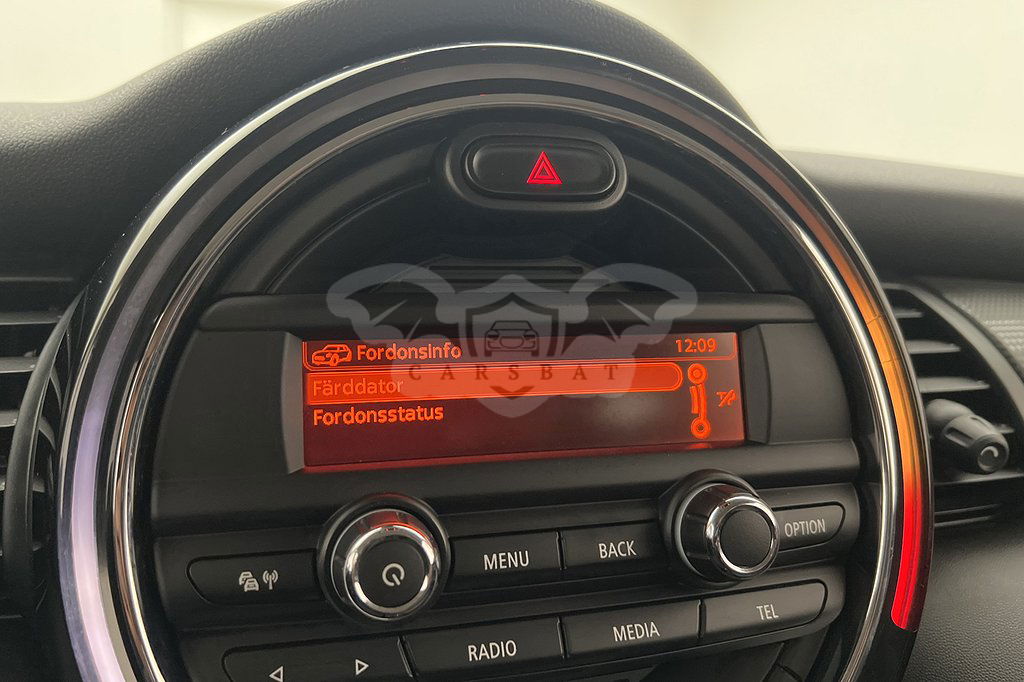 FordonsInfo 12:09
CARSBAT
Färddator
Fordonsstatus
MENU BACK OPTION
RADIO MEDIA TEL